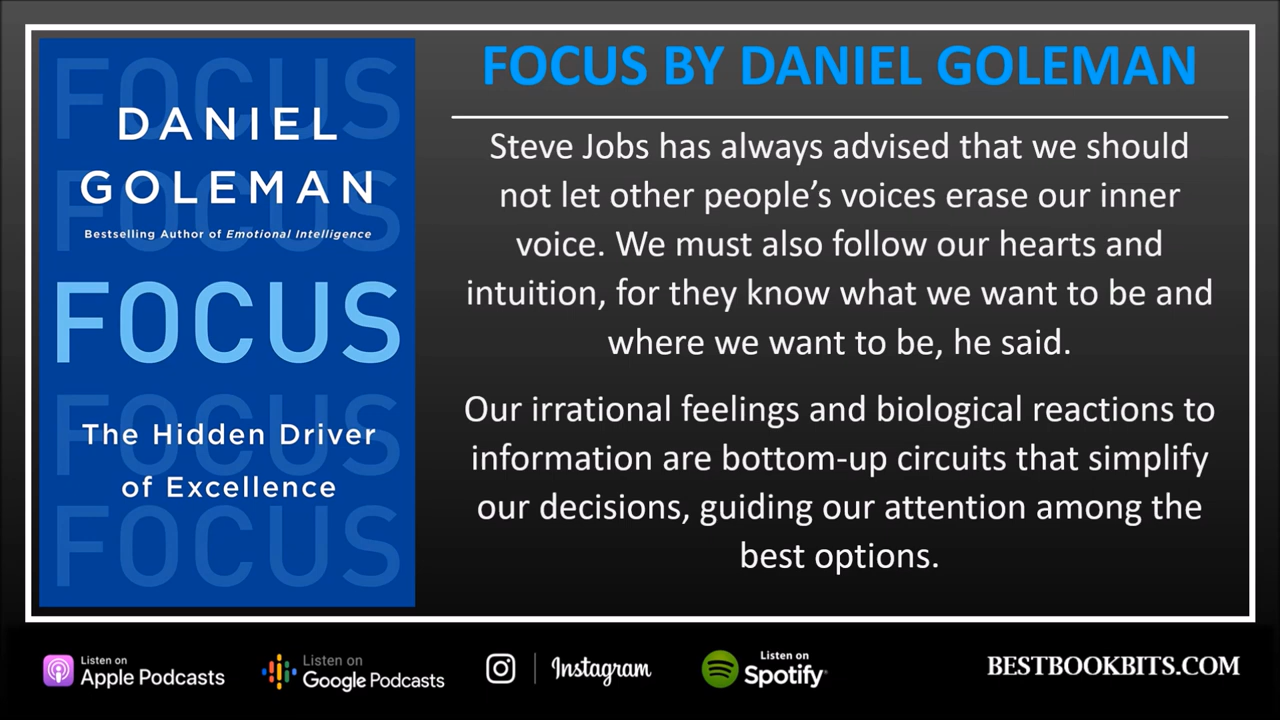 FOCUS
DANIEL
FOCUS
GOLEMAN
Bestselling Author of Emotional Intelligence
FOCUS
FOCUS
The Hidden Driver
of Excellence
FOCUS
FOCUS BY DANIEL GOLEMAN
Steve Jobs has always advised that we should
not let other people’s voices erase our inner
voice. We must also follow our hearts and
intuition, for they know what we want to be and
where we want to be, he said.
Our irrational feelings and biological reactions to
information are bottom-up circuits that simplify
our decisions, guiding our attention among the
best options.
Listen on
Apple Podcasts
Listen on
Google Podcasts
Instagram
Listen on
Spotify
BESTBOOKBITS.COM